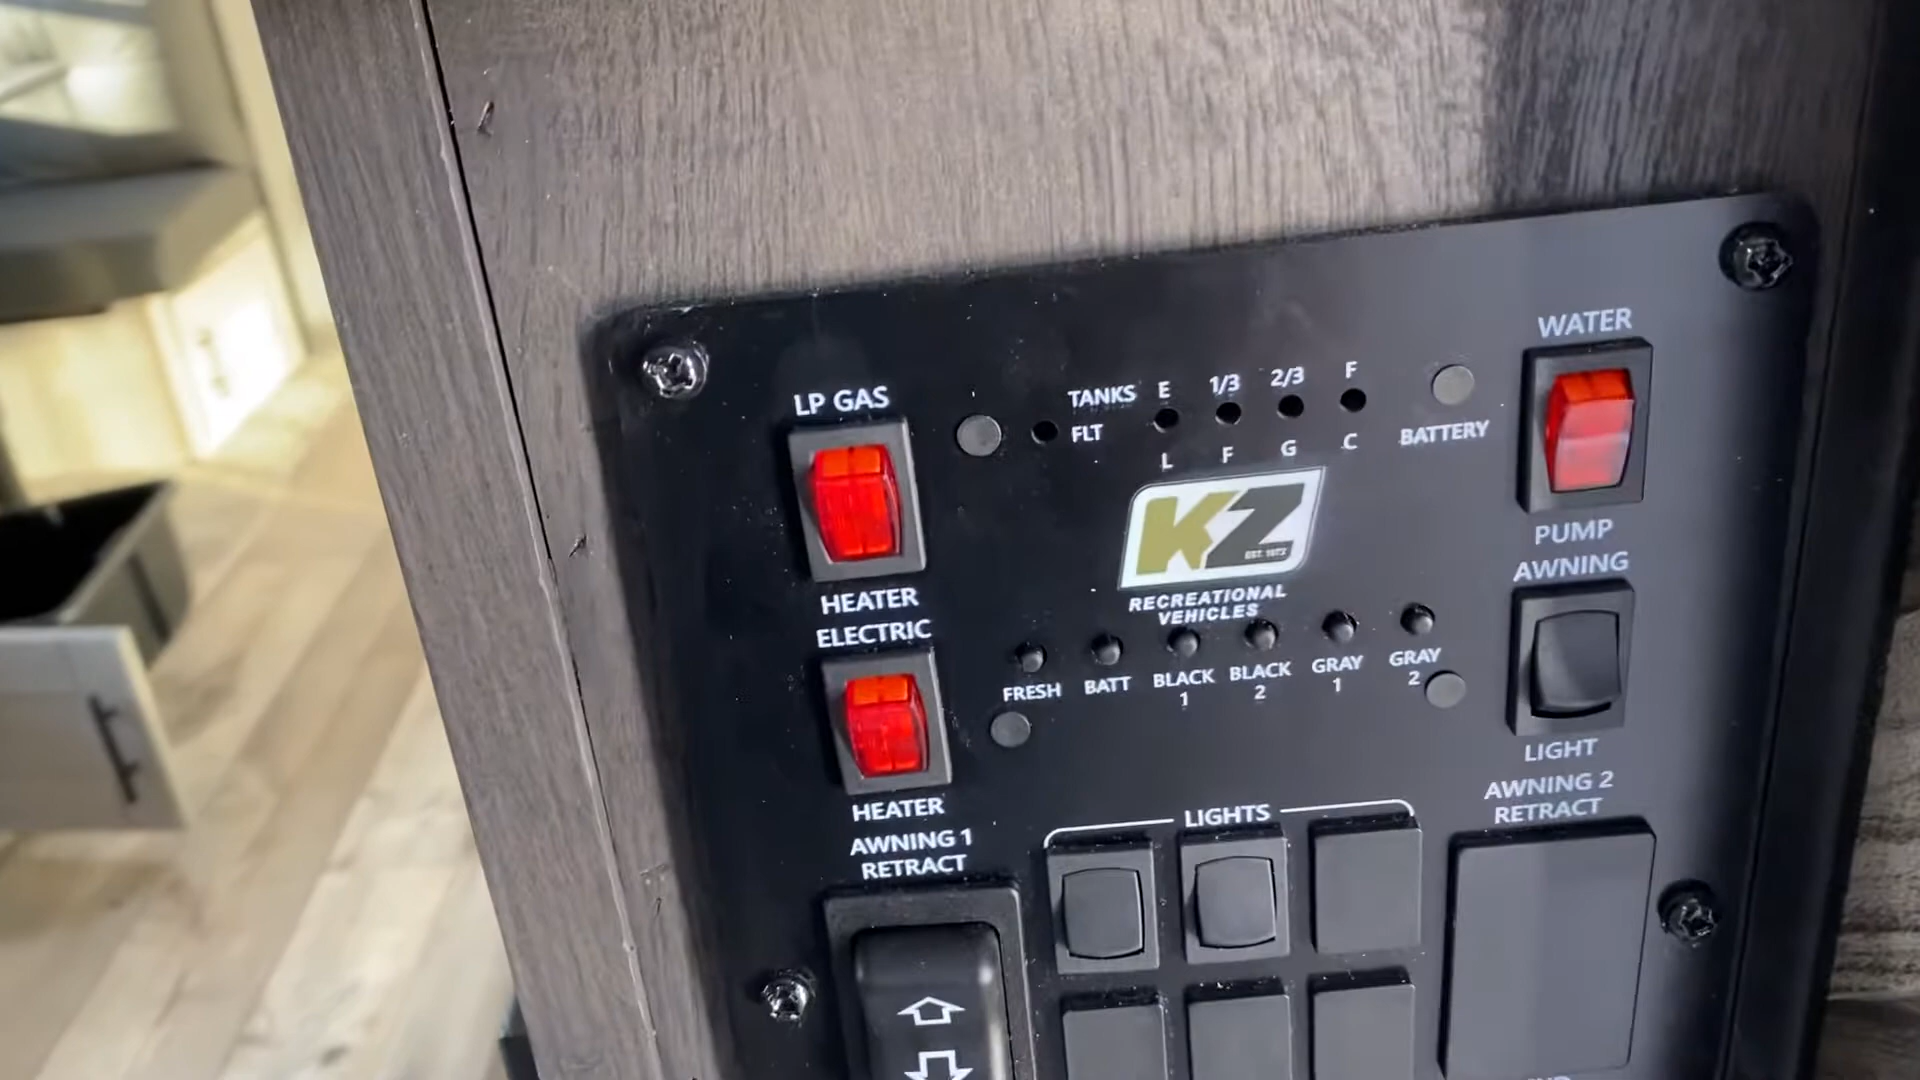 WATER
LP GAS
TANKS E 1/3 2/3 F
FLT
L F G C
BATTERY
KZ
EST. 1972
RECREATIONAL
VEHICLES
PUMP
AWNING
HEATER
ELECTRIC
FRESH BATT BLACK 1 BLACK 2 GRAY 1 GRAY 2
LIGHT
HEATER
AWNING 1
RETRACT
LIGHTS
AWNING 2
RETRACT